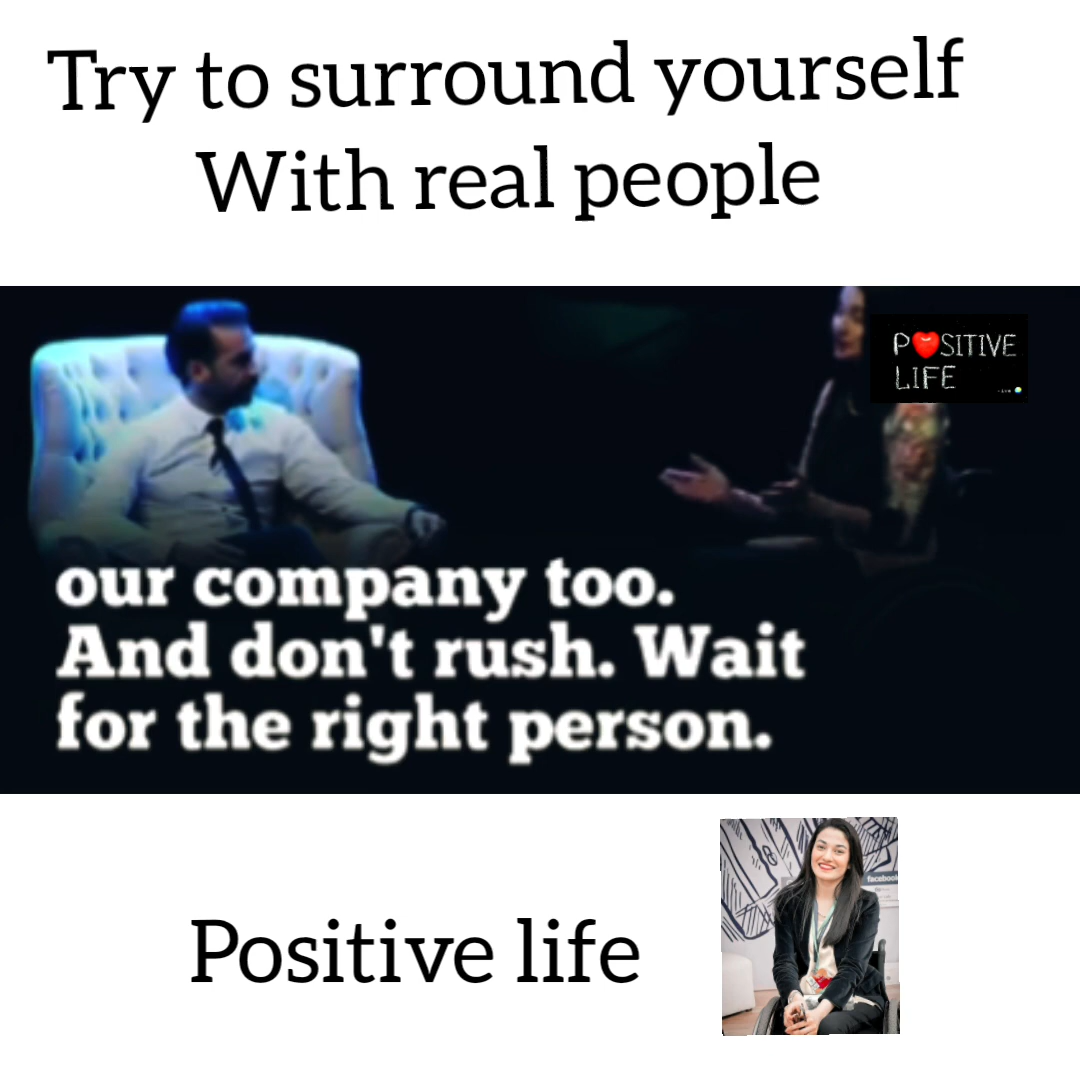 Try to surround yourself
With real people
P❤SITIVE
LIFE
our company too.
And don't rush. Wait
for the right person.
facebook
Positive life